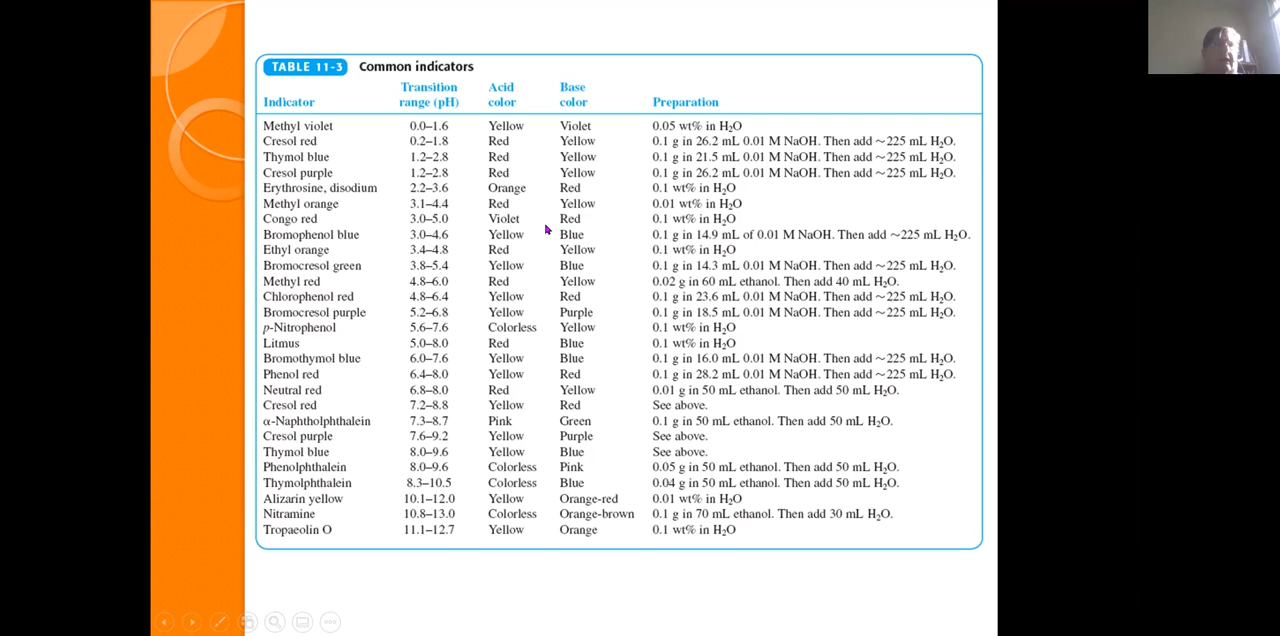 TABLE 11-3 Common indicators
Indicator Transition range (pH) Acid color Base color Preparation
Methyl violet 0.0–1.6 Yellow Violet 0.05 wt% in H₂O
Cresol red 0.2–1.8 Red Yellow 0.1 g in 26.2 mL 0.01 M NaOH. Then add ~225 mL H₂O.
Thymol blue 1.2–2.8 Red Yellow 0.1 g in 21.5 mL 0.01 M NaOH. Then add ~225 mL H₂O.
Cresol purple 1.2–2.8 Red Yellow 0.1 g in 26.2 mL 0.01 M NaOH. Then add ~225 mL H₂O.
Erythrosine, disodium 2.2–3.6 Orange Red 0.1 wt% in H₂O
Methyl orange 3.1–4.4 Red Yellow 0.01 wt% in H₂O
Congo red 3.0–5.0 Violet Red 0.1 wt% in H₂O
Bromophenol blue 3.0–4.6 Yellow Blue 0.1 g in 14.9 mL of 0.01 M NaOH. Then add ~225 mL H₂O.
Ethyl orange 3.4–4.8 Red Yellow 0.1 wt% in H₂O
Bromocresol green 3.8–5.4 Yellow Blue 0.1 g in 14.3 mL 0.01 M NaOH. Then add ~225 mL H₂O.
Methyl red 4.8–6.0 Red Yellow 0.02 g in 60 mL ethanol. Then add 40 mL H₂O.
Chlorophenol red 4.8–6.4 Yellow Red 0.1 g in 23.6 mL 0.01 M NaOH. Then add ~225 mL H₂O.
Bromocresol purple 5.2–6.8 Yellow Purple 0.1 g in 18.5 mL 0.01 M NaOH. Then add ~225 mL H₂O.
p-Nitrophenol 5.6–7.6 Colorless Yellow 0.1 wt% in H₂O
Litmus 5.0–8.0 Red Blue 0.1 wt% in H₂O
Bromothymol blue 6.0–7.6 Yellow Blue 0.1 g in 16.0 mL 0.01 M NaOH. Then add ~225 mL H₂O.
Phenol red 6.4–8.0 Yellow Red 0.1 g in 28.2 mL 0.01 M NaOH. Then add ~225 mL H₂O.
Neutral red 6.8–8.0 Red Yellow 0.01 g in 50 mL ethanol. Then add 50 mL H₂O.
Cresol red 7.2–8.8 Yellow Red See above.
α-Naphtholphthalein 7.3–8.7 Pink Green 0.1 g in 50 mL ethanol. Then add 50 mL H₂O.
Cresol purple 7.6–9.2 Yellow Purple See above.
Thymol blue 8.0–9.6 Yellow Blue See above.
Phenolphthalein 8.0–9.6 Colorless Pink 0.05 g in 50 mL ethanol. Then add 50 mL H₂O.
Thymolphthalein 8.3–10.5 Colorless Blue 0.04 g in 50 mL ethanol. Then add 50 mL H₂O.
Alizarin yellow 10.1–12.0 Yellow Orange-red 0.01 wt% in H₂O
Nitramine 10.8–13.0 Colorless Orange-brown 0.1 g in 70 mL ethanol. Then add 30 mL H₂O.
Tropaeolin O 11.1–12.7 Yellow Orange 0.1 wt% in H₂O